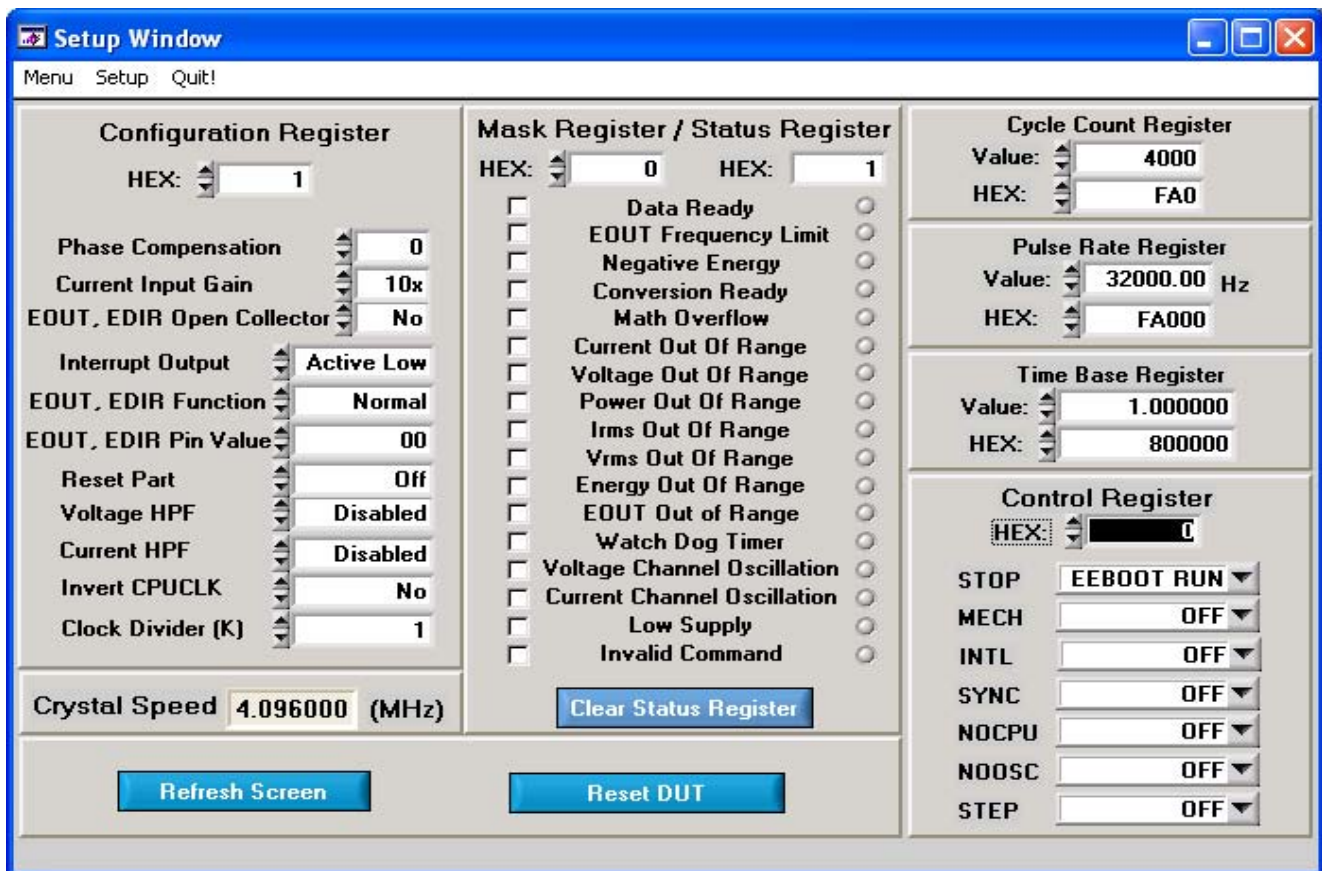 Setup Window
Menu Setup Quit!
Configuration Register
HEX: 1
Phase Compensation 0
Current Input Gain 10x
EOUT, EDIR Open Collector No
Interrupt Output Active Low
EOUT, EDIR Function Normal
EOUT, EDIR Pin Value 00
Reset Part Off
Voltage HPF Disabled
Current HPF Disabled
Invert CPUCLK No
Clock Divider (K) 1
Crystal Speed 4.096000 (MHz)
Mask Register / Status Register
HEX: 0 HEX: 1
Data Ready
EOUT Frequency Limit
Negative Energy
Conversion Ready
Math Overflow
Current Out Of Range
Voltage Out Of Range
Power Out Of Range
Irms Out Of Range
Vrms Out Of Range
Energy Out Of Range
EOUT Out of Range
Watch Dog Timer
Voltage Channel Oscillation
Current Channel Oscillation
Low Supply
Invalid Command
Clear Status Register
Refresh Screen
Reset DUT
Cycle Count Register
Value: 4000
HEX: FA0
Pulse Rate Register
Value: 32000.00 Hz
HEX: FA000
Time Base Register
Value: 1.000000
HEX: 800000
Control Register
HEX: 0
STOP EEBOOT RUN
MECH OFF
INTL OFF
SYNC OFF
NOCPU OFF
NOOSC OFF
STEP OFF